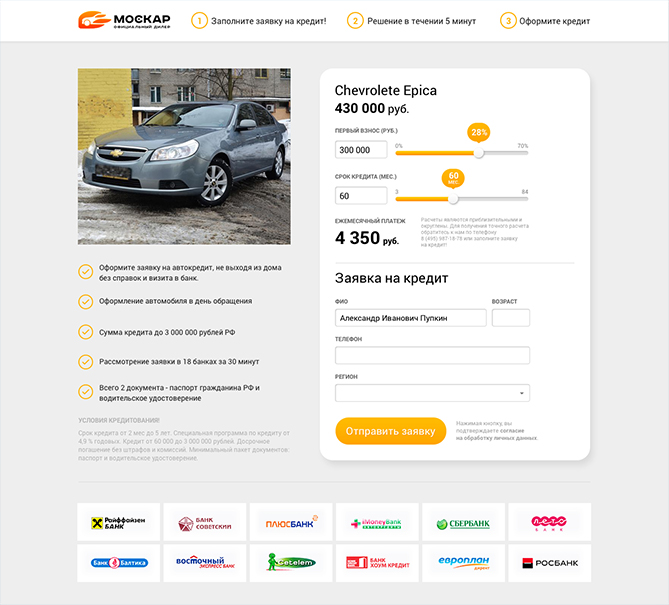 МОСКАР
ОФИЦИАЛЬНЫЙ ДИЛЕР
1 Заполните заявку на кредит!
2 Решение в течении 5 минут
3 Оформите кредит
Chevrolete Epica
430 000 руб.
ПЕРВЫЙ ВЗНОС (РУБ.)
28%
300 000
0%
70%
СРОК КРЕДИТА (МЕС.)
60
МЕС.
60
3
84
ЕЖЕМЕСЯЧНЫЙ ПЛАТЕЖ
4 350 руб.
Расчеты являются приблизительными и
округлены. Для получения точного расчета
обратитесь к нам по телефону
8 (495) 987-18-78 или заполните заявку
на кредит!
Оформите заявку на автокредит, не выходя из дома
без справок и визита в банк.
Оформление автомобиля в день обращения
Сумма кредита до 3 000 000 рублей РФ
Рассмотрение заявки в 18 банках за 30 минут
Всего 2 документа - паспорт гражданина РФ и
водительское удостоверение
УСЛОВИЯ КРЕДИТОВАНИЯ!
Срок кредита от 2 мес до 5 лет. Специальная программа по кредиту от
4,9 % годовых. Кредит от 60 000 до 3 000 000 рублей. Досрочное
погошение без штрафов и комиссий. Минимальный пакет документов:
паспорт и водительское удостоверение.
Заявка на кредит
ФИО
ВОЗРАСТ
Александр Иванович Пупкин
ТЕЛЕФОН
РЕГИОН
Отправить заявку
Нажимая кнопку, вы
подтверждаете согласие
на обработку личных данных
Райффайзен
БАНК
БАНК
СОВЕТСКИЙ
ПЛЮСБАНК
iMoneyBank
АВТОКРЕДИТЫ
СБЕРБАНК
лето
БАНК
Банк Балтика
ВОСТОЧНЫЙ
ЭКСПРЕСС БАНК
Cetelem
БАНК
ХОУМ КРЕДИТ
европлан
директ
РОСБАНК